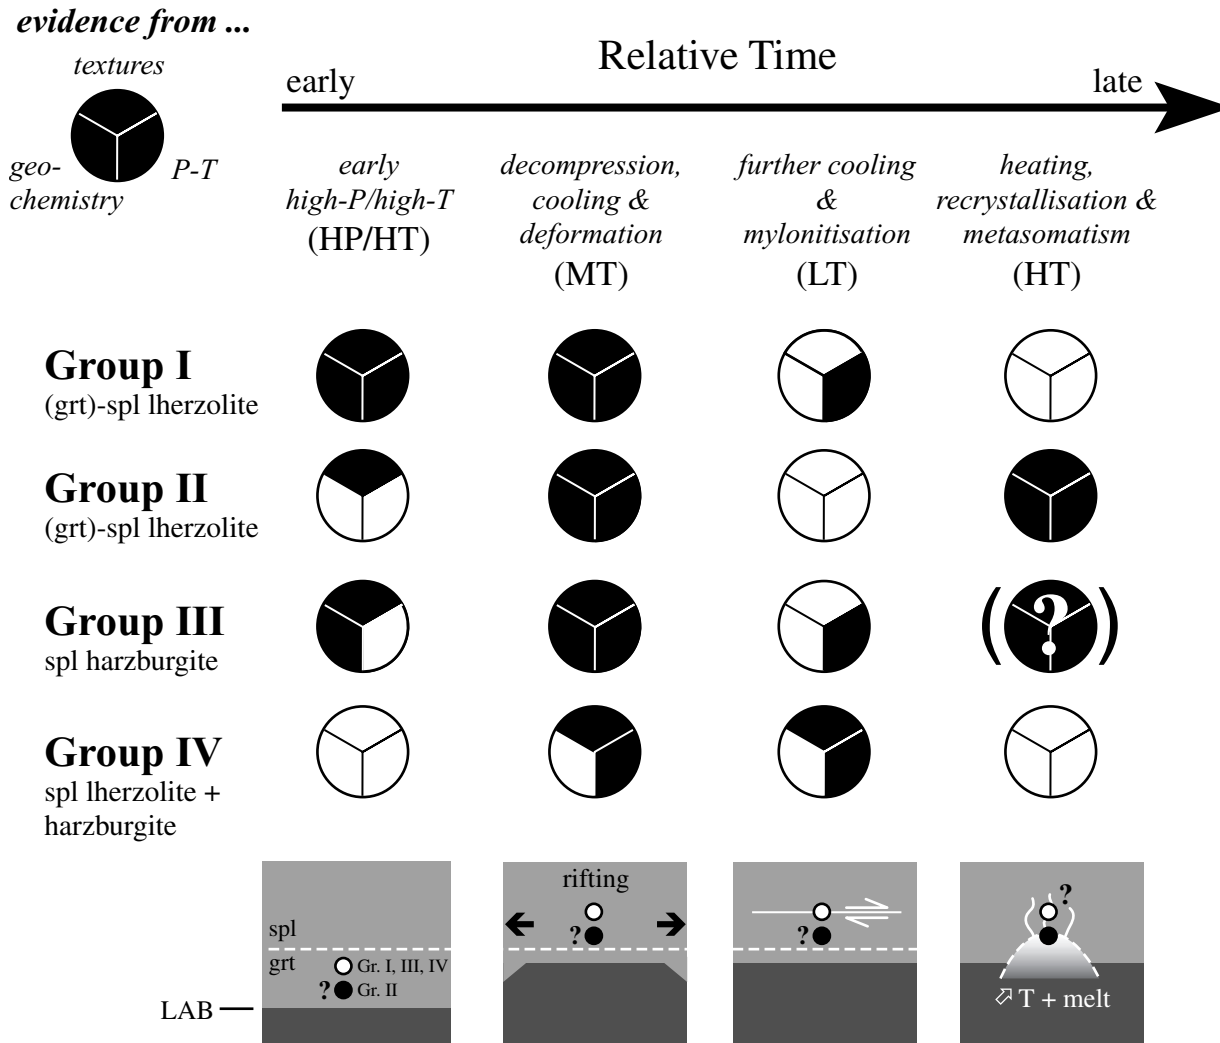 evidence from ...
textures
geo-
chemistry
P-T
Relative Time
early
late
early
high-P/high-T
(HP/HT)
decompression,
cooling &
deformation
(MT)
further cooling
&
mylonitisation
(LT)
heating,
recrystallisation &
metasomatism
(HT)
Group I
(grt)-spl lherzolite
Group II
(grt)-spl lherzolite
Group III
spl harzburgite
(?)
Group IV
spl lherzolite +
harzburgite
spl
grt
Gr. I, III, IV
? Gr. II
LAB
rifting
?
?
?
T + melt